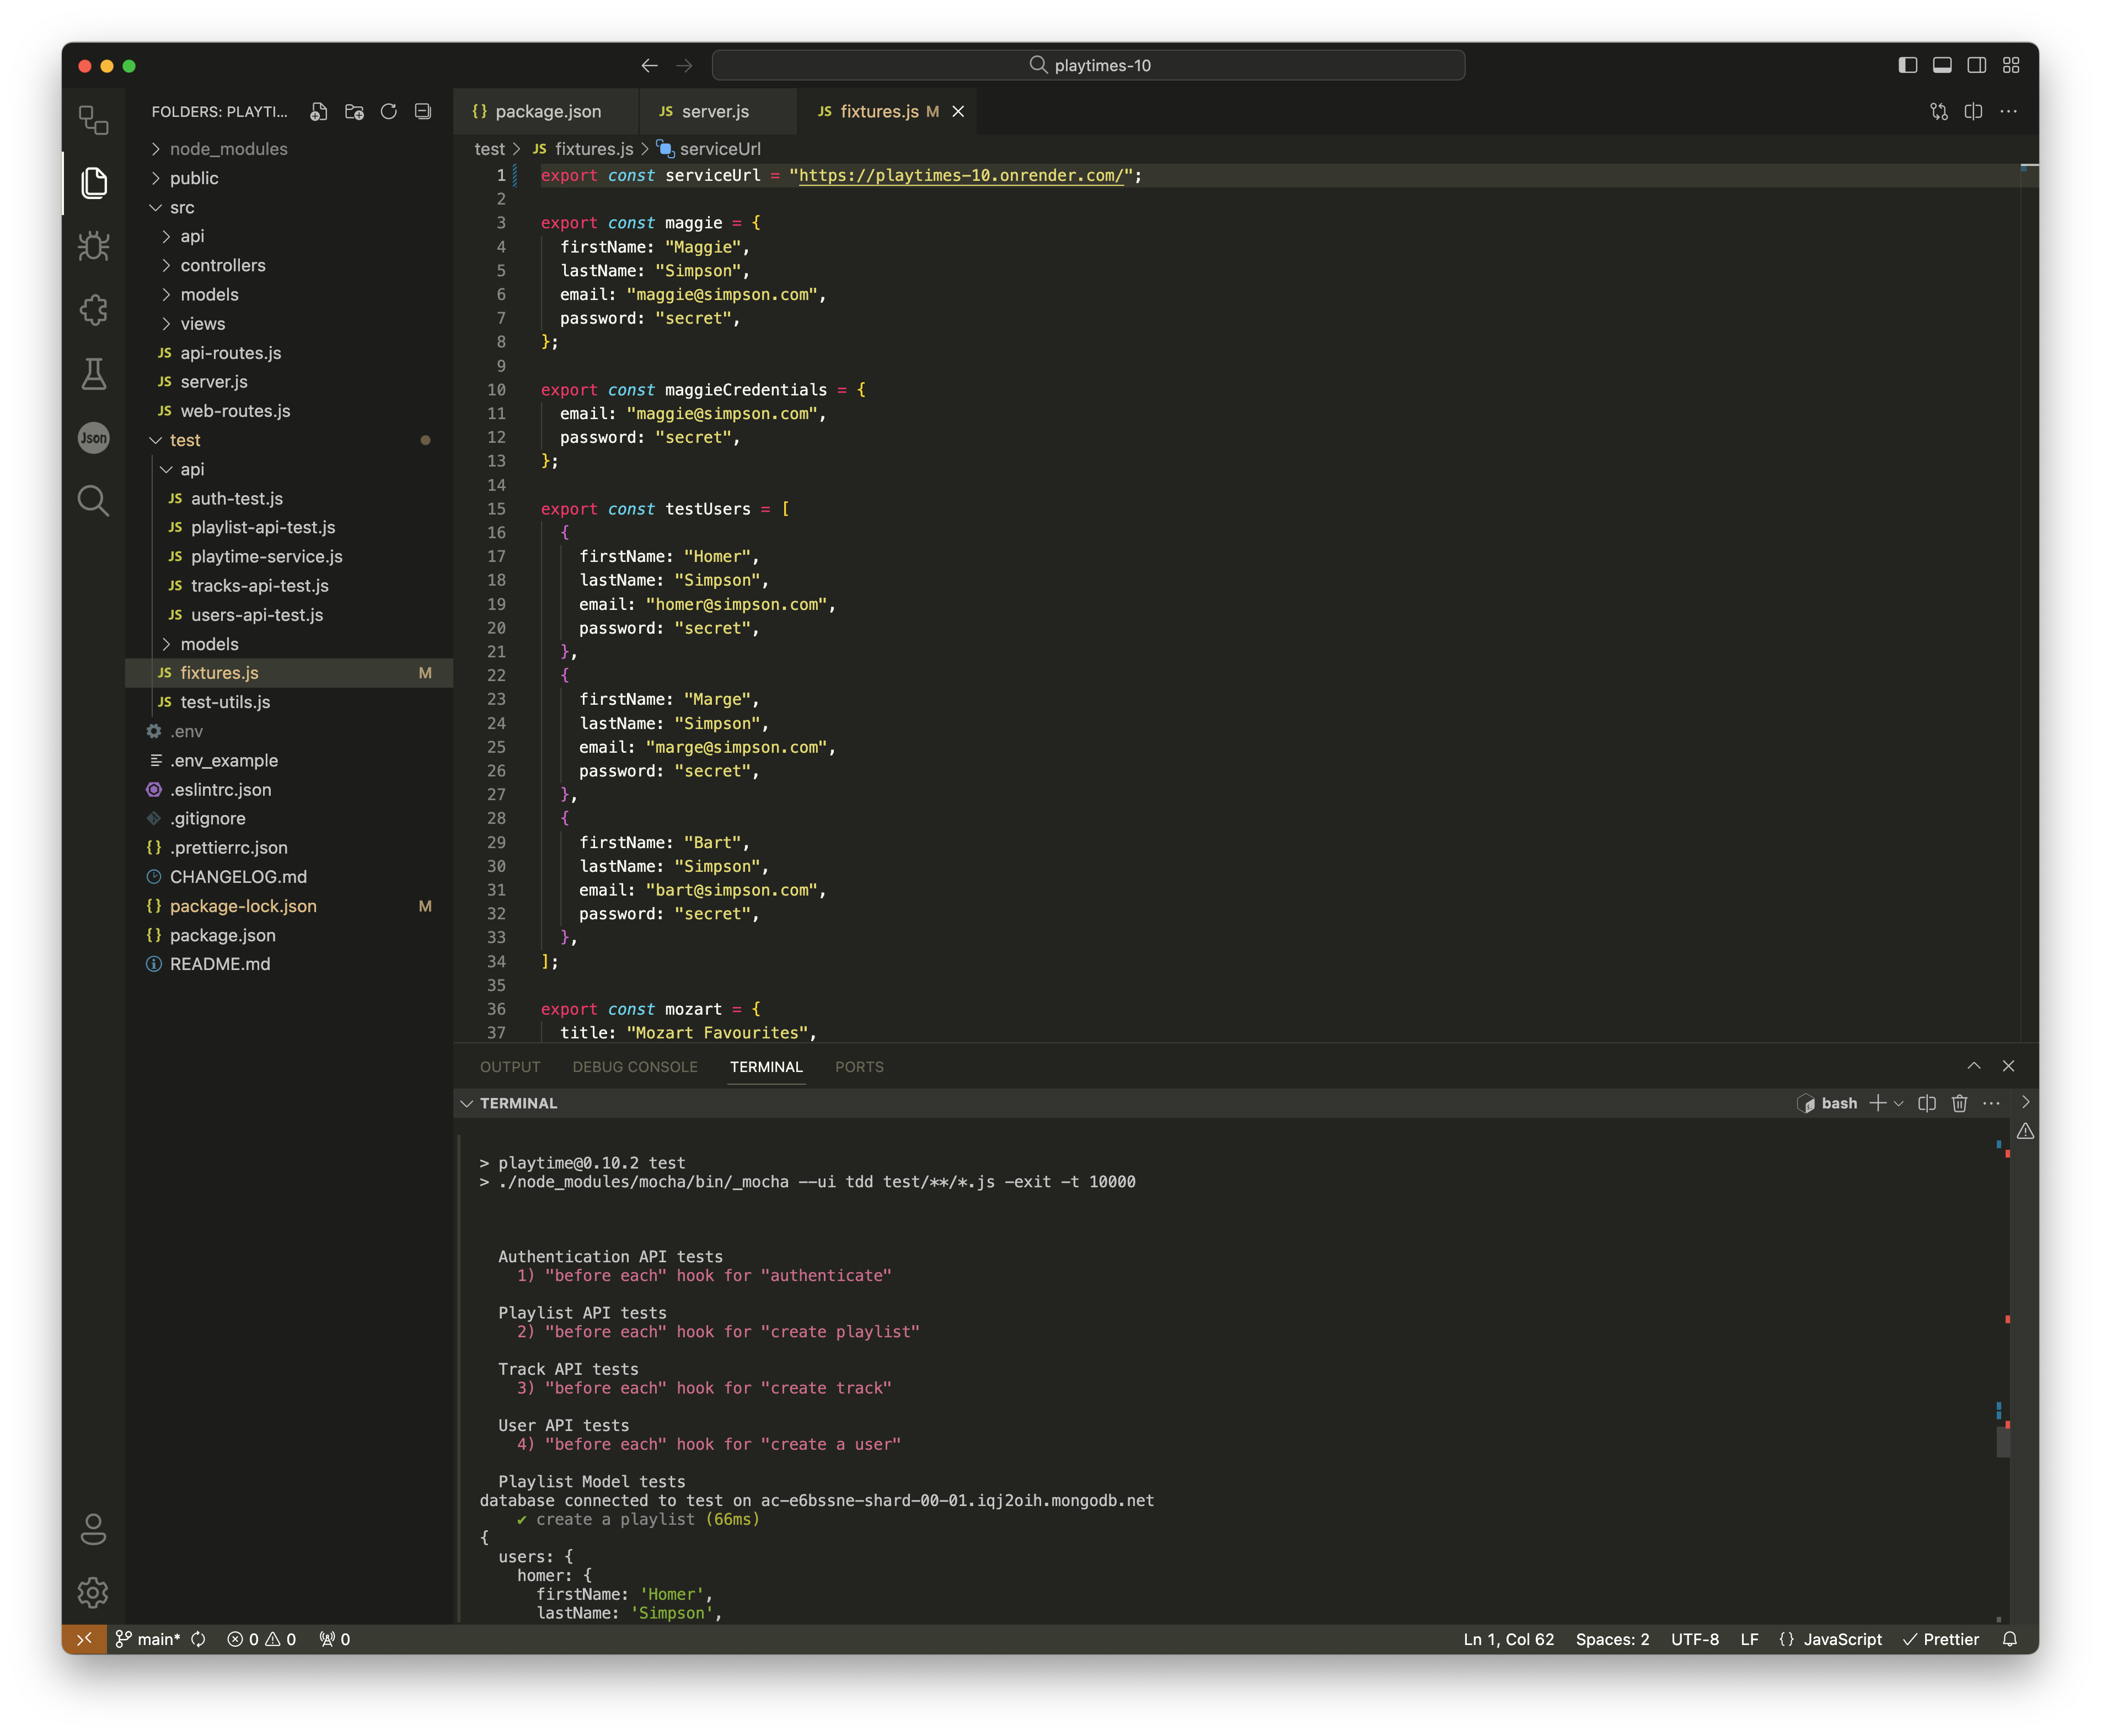 playtimes-10
FOLDERS: PLAYTI...
node_modules
public
src
api
controllers
models
views
JS api-routes.js
JS server.js
JS web-routes.js
test
api
JS auth-test.js
JS playlist-api-test.js
JS playtime-service.js
JS tracks-api-test.js
JS users-api-test.js
models
JS fixtures.js M
JS test-utils.js
.env
.env_example
.eslintrc.json
.gitignore
{} .prettierrc.json
CHANGELOG.md
{} package-lock.json M
{} package.json
README.md
Json
{} package.json JS server.js JS fixtures.js M
test > JS fixtures.js > serviceUrl
1 export const serviceUrl = "https://playtimes-10.onrender.com/";
2
3 export const maggie = {
4 firstName: "Maggie",
5 lastName: "Simpson",
6 email: "maggie@simpson.com",
7 password: "secret",
8 };
9
10 export const maggieCredentials = {
11 email: "maggie@simpson.com",
12 password: "secret",
13 };
14
15 export const testUsers = [
16 {
17 firstName: "Homer",
18 lastName: "Simpson",
19 email: "homer@simpson.com",
20 password: "secret",
21 },
22 {
23 firstName: "Marge",
24 lastName: "Simpson",
25 email: "marge@simpson.com",
26 password: "secret",
27 },
28 {
29 firstName: "Bart",
30 lastName: "Simpson",
31 email: "bart@simpson.com",
32 password: "secret",
33 },
34 ];
35
36 export const mozart = {
37 title: "Mozart Favourites",
OUTPUT DEBUG CONSOLE TERMINAL PORTS
TERMINAL bash
> playtime@0.10.2 test
> ./node_modules/mocha/bin/_mocha --ui tdd test/**/*.js -exit -t 10000
Authentication API tests
1) "before each" hook for "authenticate"
Playlist API tests
2) "before each" hook for "create playlist"
Track API tests
3) "before each" hook for "create track"
User API tests
4) "before each" hook for "create a user"
Playlist Model tests
database connected to test on ac-e6bssne-shard-00-01.iqj2oih.mongodb.net
✔ create a playlist (66ms)
{
users: {
homer: {
firstName: 'Homer',
lastName: 'Simpson',
main* 0 0 0 Ln 1, Col 62 Spaces: 2 UTF-8 LF {} JavaScript Prettier